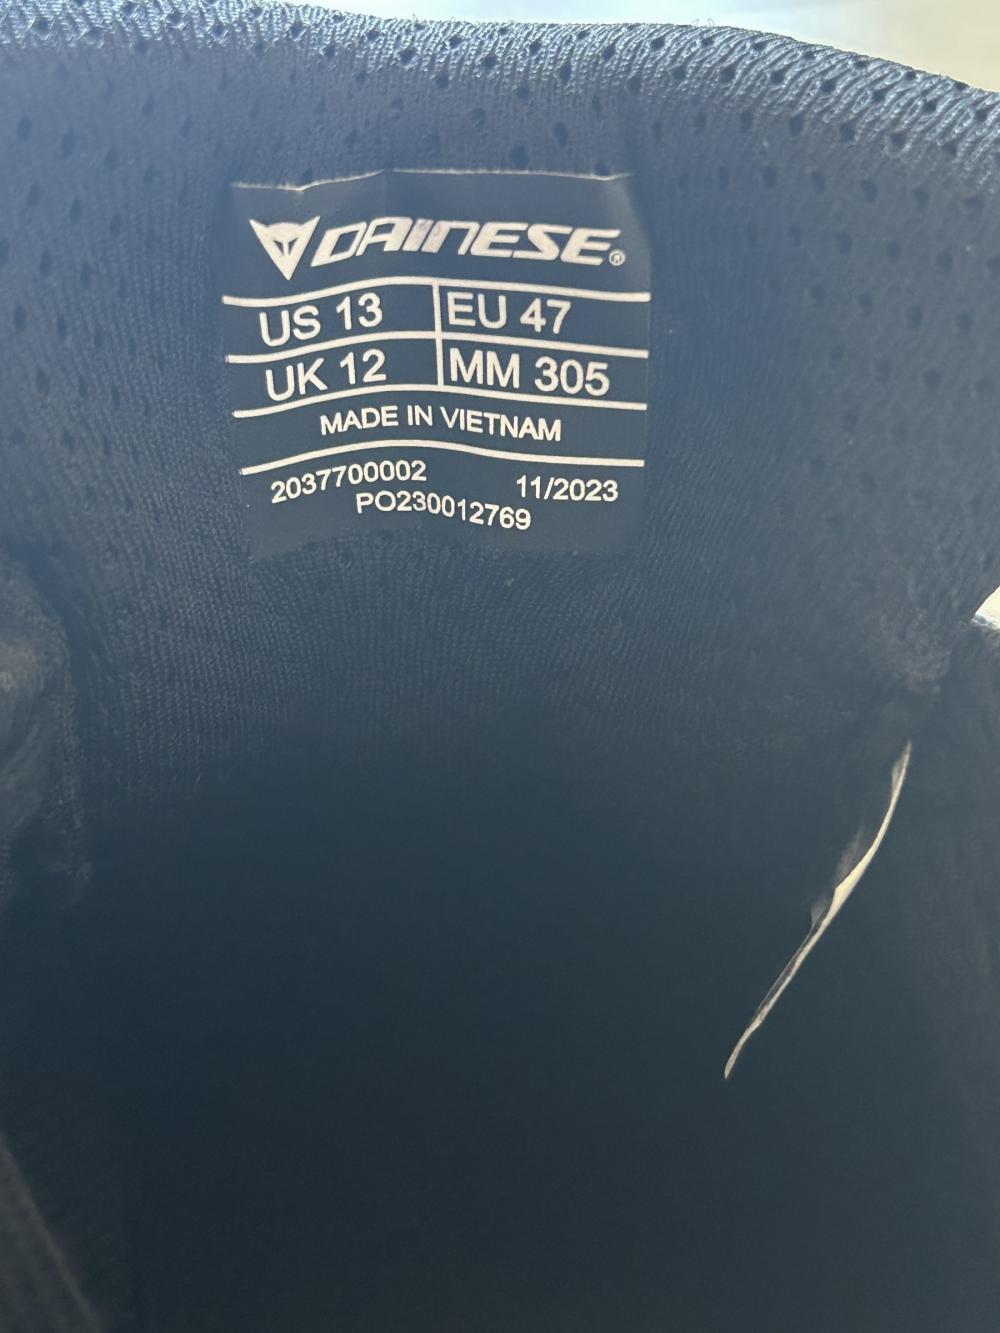 DAINESE®
US 13 EU 47
UK 12 MM 305
MADE IN VIETNAM
2037700002 11/2023
PO230012769